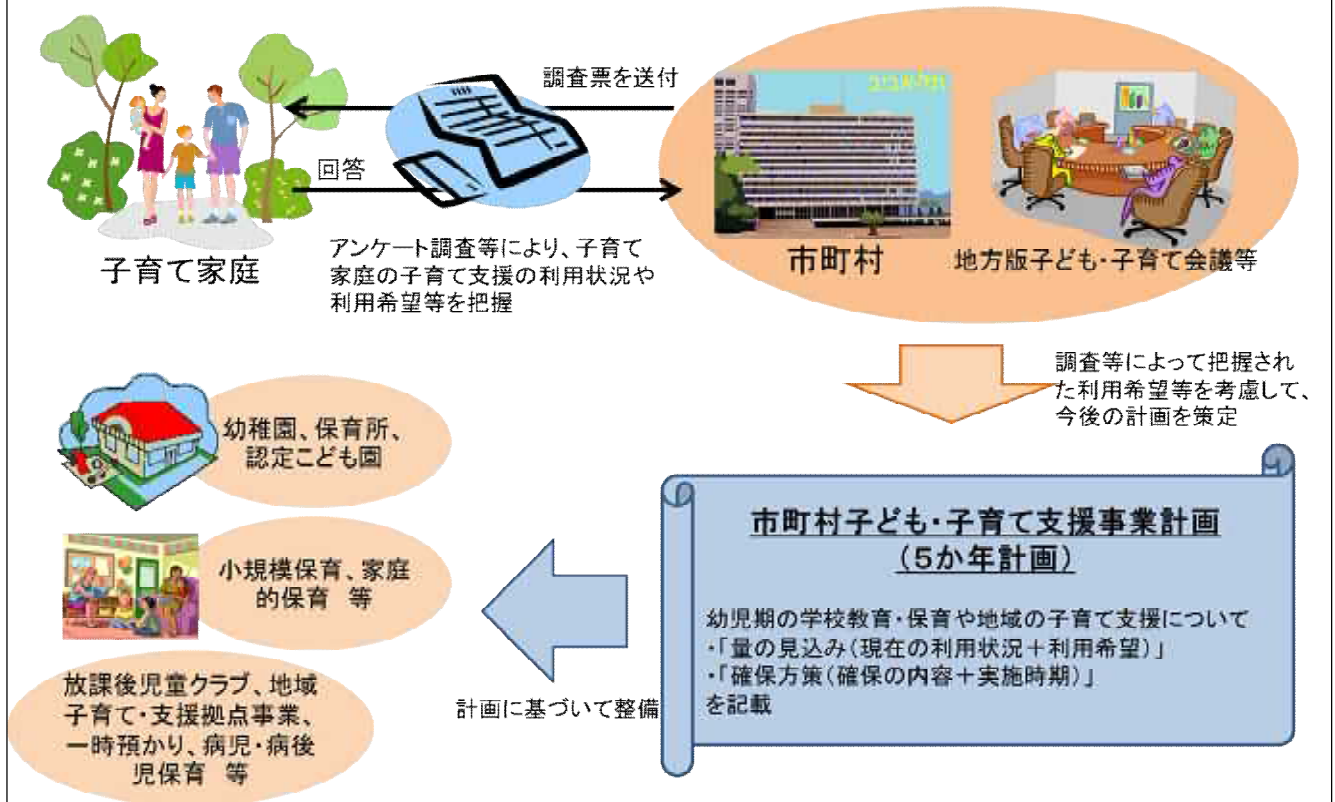 調査票を送付
回答
子育て家庭
アンケート調査等により、子育て
家庭の子育て支援の利用状況や
利用希望等を把握
市町村
地方版子ども・子育て会議等
調査等によって把握され
た利用希望等を考慮して、
今後の計画を策定
市町村子ども・子育て支援事業計画
(5か年計画)
幼児期の学校教育・保育や地域の子育て支援について
・「量の見込み(現在の利用状況+利用希望)」
・「確保方策(確保の内容+実施時期)」
を記載
計画に基づいて整備
幼稚園、保育所、
認定こども園
小規模保育、家庭
的保育 等
放課後児童クラブ、地域
子育て・支援拠点事業、
一時預かり、病児・病後
児保育 等